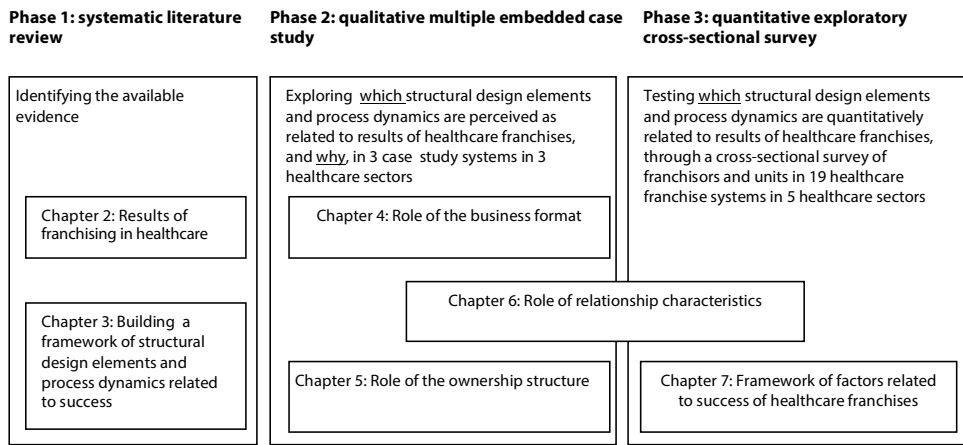 Phase 1: systematic literature
review
Phase 2: qualitative multiple embedded case
study
Phase 3: quantitative exploratory
cross-sectional survey
Identifying the available
evidence
Chapter 2: Results of
franchising in healthcare
Chapter 3: Building a
framework of structural
design elements and
process dynamics related
to success
Exploring which structural design elements
and process dynamics are perceived as
related to results of healthcare franchises,
and why, in 3 case study systems in 3
healthcare sectors
Chapter 4: Role of the business format
Testing which structural design elements
and process dynamics are quantitatively
related to results of healthcare franchises,
through a cross-sectional survey of
franchisors and units in 19 healthcare
franchise systems in 5 healthcare sectors
Chapter 6: Role of relationship characteristics
Chapter 5: Role of the ownership structure
Chapter 7: Framework of factors related
to success of healthcare franchises